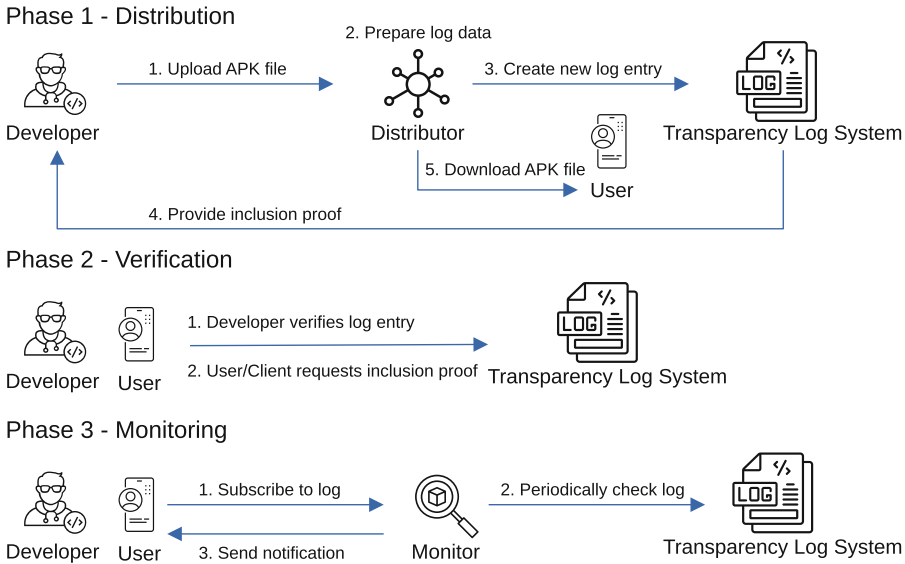 Phase 1 - Distribution
2. Prepare log data
1. Upload APK file
3. Create new log entry
LOG
Developer
Distributor
Transparency Log System
5. Download APK file
User
4. Provide inclusion proof
Phase 2 - Verification
1. Developer verifies log entry
LOG
2. User/Client requests inclusion proof
Developer
User
Transparency Log System
Phase 3 - Monitoring
1. Subscribe to log
2. Periodically check log
LOG
3. Send notification
Developer
User
Monitor
Transparency Log System